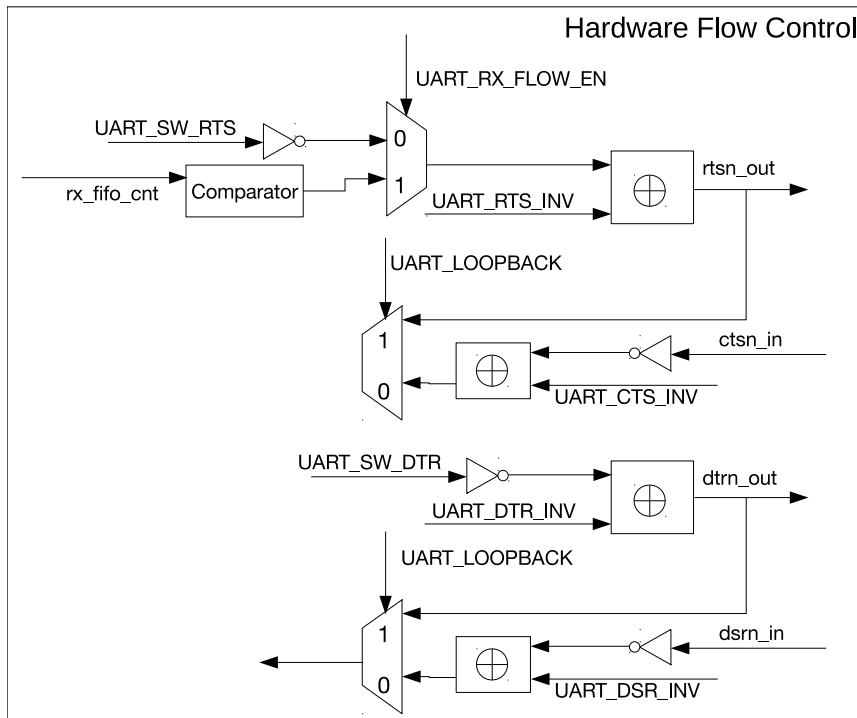 Hardware Flow Control
UART_RX_FLOW_EN
UART_SW_RTS
0
rx_fifo_cnt
Comparator
1
rtsn_out
UART_RTS_INV
UART_LOOPBACK
1
ctsn_in
0
UART_CTS_INV
UART_SW_DTR
dtrn_out
UART_DTR_INV
UART_LOOPBACK
1
dsrn_in
0
UART_DSR_INV